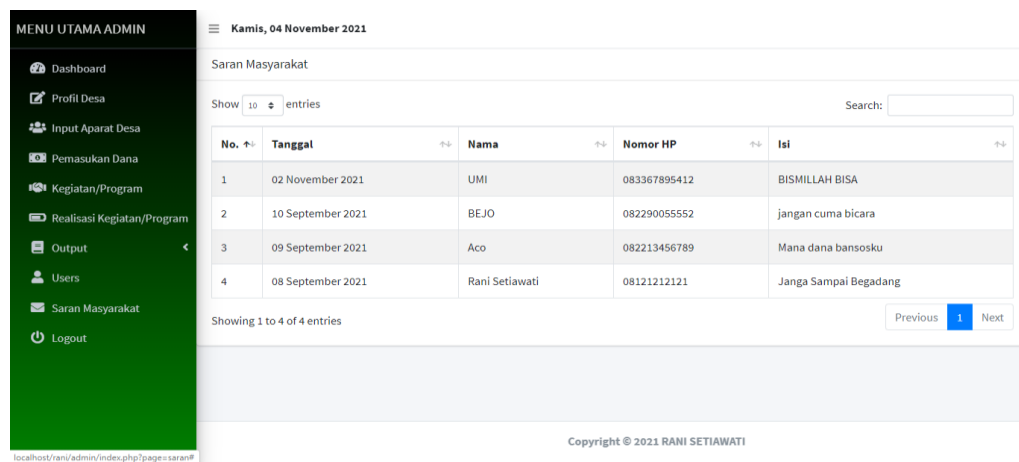 MENU UTAMA ADMIN
Kamis, 04 November 2021
Dashboard
Profil Desa
Input Aparat Desa
Pemasukan Dana
Kegiatan/Program
Realisasi Kegiatan/Program
Output
Users
Saran Masyarakat
Logout
Saran Masyarakat
Show 10 entries
Search:
No. Tanggal Nama Nomor HP Isi
1 02 November 2021 UMI 083367895412 BISMILLAH BISA
2 10 September 2021 BEJO 082290055552 jangan cuma bicara
3 09 September 2021 Aco 082213456789 Mana dana bansosku
4 08 September 2021 Rani Setiawati 08121212121 Janga Sampai Begadang
Showing 1 to 4 of 4 entries
Previous 1 Next
Copyright © 2021 RANI SETIAWATI
localhost/rani/admin/index.php?page=saran#